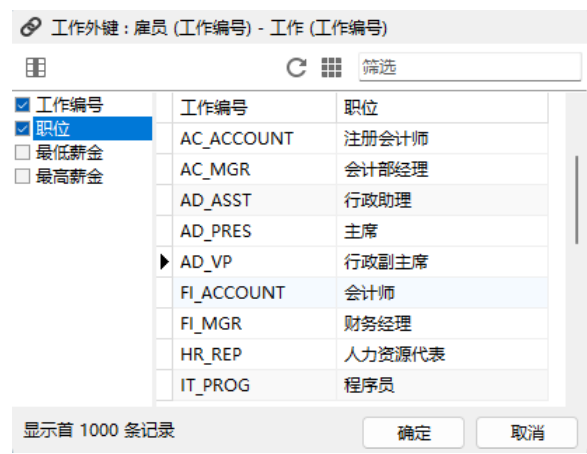 工作外键 : 雇员 (工作编号) - 工作 (工作编号)
筛选
工作编号
职位
最低薪金
最高薪金
工作编号 职位
AC_ACCOUNT 注册会计师
AC_MGR 会计部经理
AD_ASST 行政助理
AD_PRES 主席
AD_VP 行政副主席
FI_ACCOUNT 会计师
FI_MGR 财务经理
HR_REP 人力资源代表
IT_PROG 程序员
显示首 1000 条记录
确定 取消